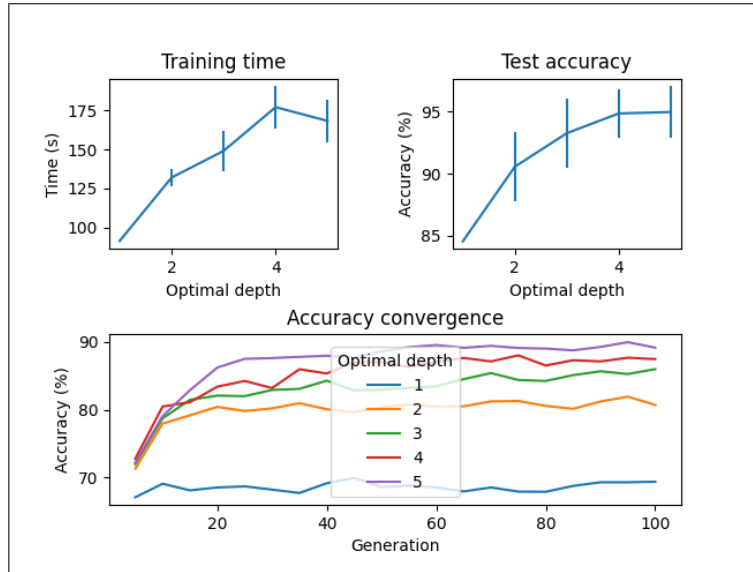 Training time
Test accuracy
Time (s)
175
150
125
100
2
4
Optimal depth
Accuracy (%)
95
90
85
2
4
Optimal depth
Accuracy convergence
Accuracy (%)
90
80
70
Optimal depth
1
2
3
4
5
20
40
60
80
100
Generation